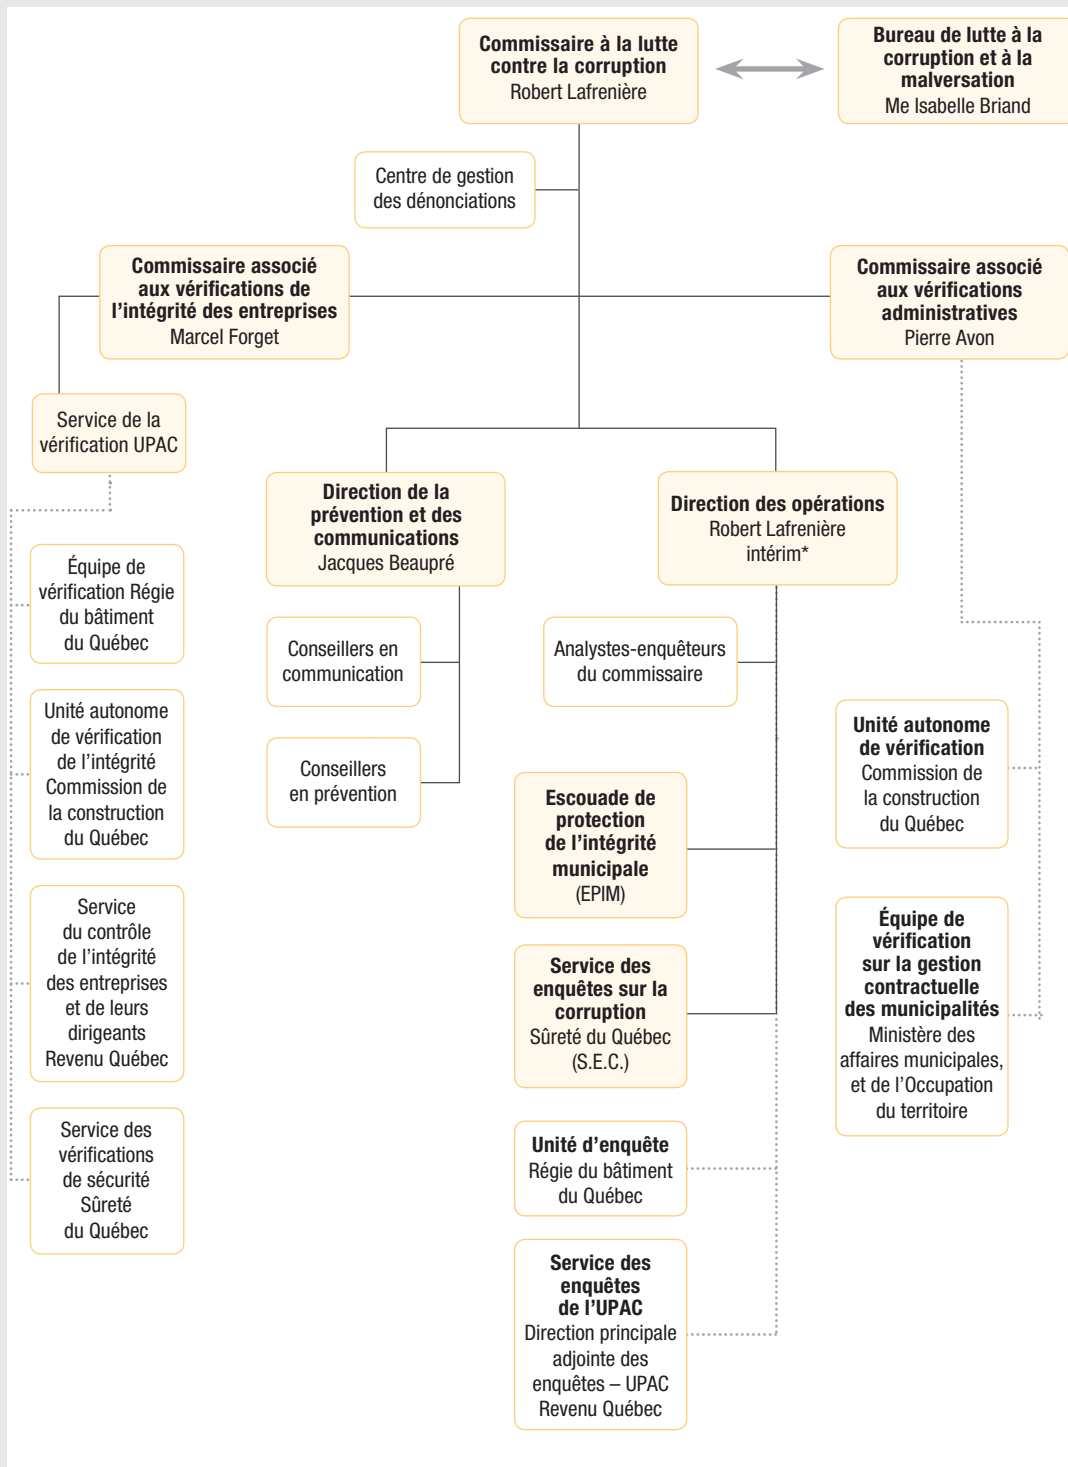 Commissaire à la lutte
contre la corruption
Robert Lafrenière
Bureau de lutte à la
corruption et à la
malversation
Me Isabelle Briand
Centre de gestion
des dénonciations
Commissaire associé
aux vérifications de
l’intégrité des entreprises
Marcel Forget
Commissaire associé
aux vérifications
administratives
Pierre Avon
Service de la
vérification UPAC
Direction de la
prévention et des
communications
Jacques Beaupré
Direction des opérations
Robert Lafrenière
intérim*
Équipe de
vérification Régie
du bâtiment
du Québec
Unité autonome
de vérification
de l’intégrité
Commission de
la construction
du Québec
Service
du contrôle
de l’intégrité
des entreprises
et de leurs
dirigeants
Revenu Québec
Service des
vérifications
de sécurité
Sûreté
du Québec
Conseillers en
communication
Conseillers
en prévention
Analystes-enquêteurs
du commissaire
Escouade de
protection
de l’intégrité
municipale
(EPIM)
Service des
enquêtes sur la
corruption
Sûreté du Québec
(S.E.C.)
Unité d’enquête
Régie du bâtiment
du Québec
Service des
enquêtes
de l’UPAC
Direction principale
adjointe des
enquêtes – UPAC
Revenu Québec
Unité autonome
de vérification
Commission de
la construction
du Québec
Équipe de
vérification
sur la gestion
contractuelle
des municipalités
Ministère des
affaires municipales,
et de l’Occupation
du territoire